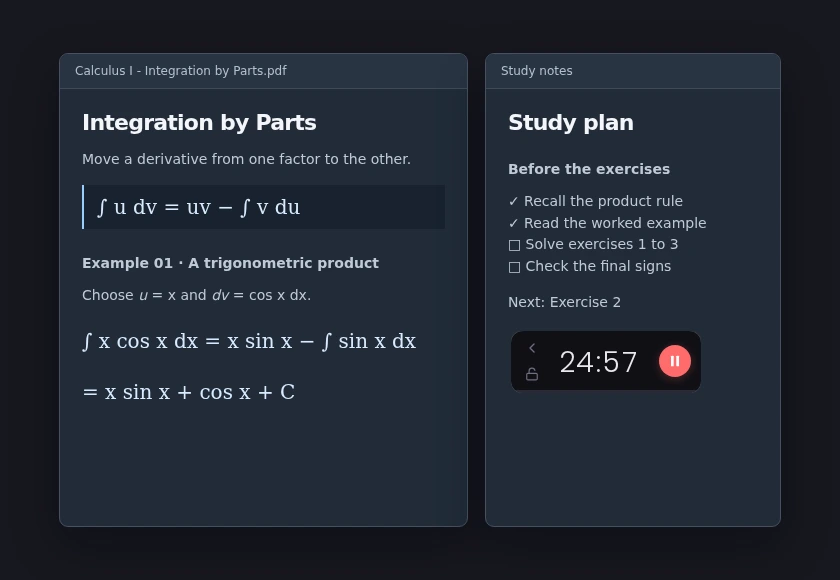 Calculus I - Integration by Parts.pdf
Integration by Parts
Move a derivative from one factor to the other.
∫ u dv = uv − ∫ v du
Example 01 · A trigonometric product
Choose u = x and dv = cos x dx.
∫ x cos x dx = x sin x − ∫ sin x dx
= x sin x + cos x + C
Study notes
Study plan
Before the exercises
✓ Recall the product rule
✓ Read the worked example
□ Solve exercises 1 to 3
□ Check the final signs
Next: Exercise 2
24:57